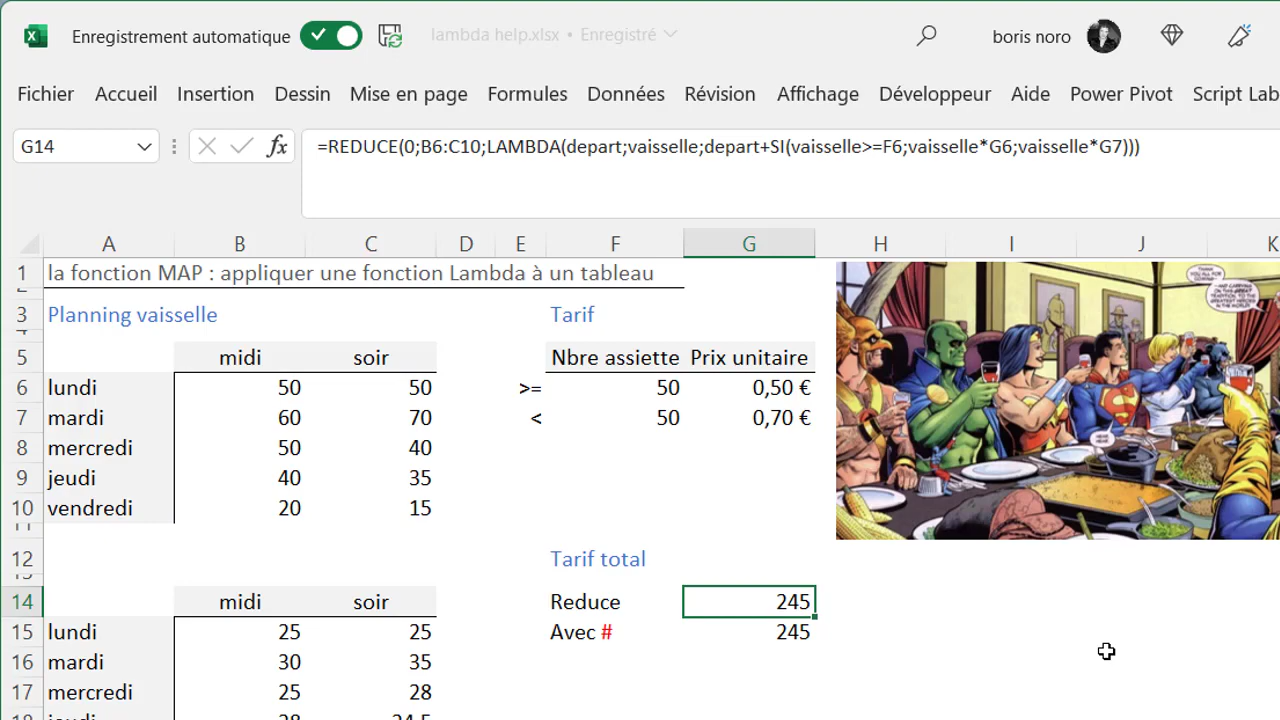 Enregistrement automatique
lambda help.xlsx • Enregistré
boris noro
Fichier Accueil Insertion Dessin Mise en page Formules Données Révision Affichage Développeur Aide Power Pivot Script Lab
G14
fx
=REDUCE(0;B6:C10;LAMBDA(depart;vaisselle;depart+SI(vaisselle>=F6;vaisselle*G6;vaisselle*G7)))
A B C D E F G H I J K
1 la fonction MAP : appliquer une fonction Lambda à un tableau
3 Planning vaisselle Tarif
5 midi soir Nbre assiette Prix unitaire
6 lundi 50 50 >= 50 0,50 €
7 mardi 60 70 < 50 0,70 €
8 mercredi 50 40
9 jeudi 40 35
10 vendredi 20 15
12 Tarif total
14 midi soir Reduce 245
15 lundi 25 25 Avec # 245
16 mardi 30 35
17 mercredi 25 28